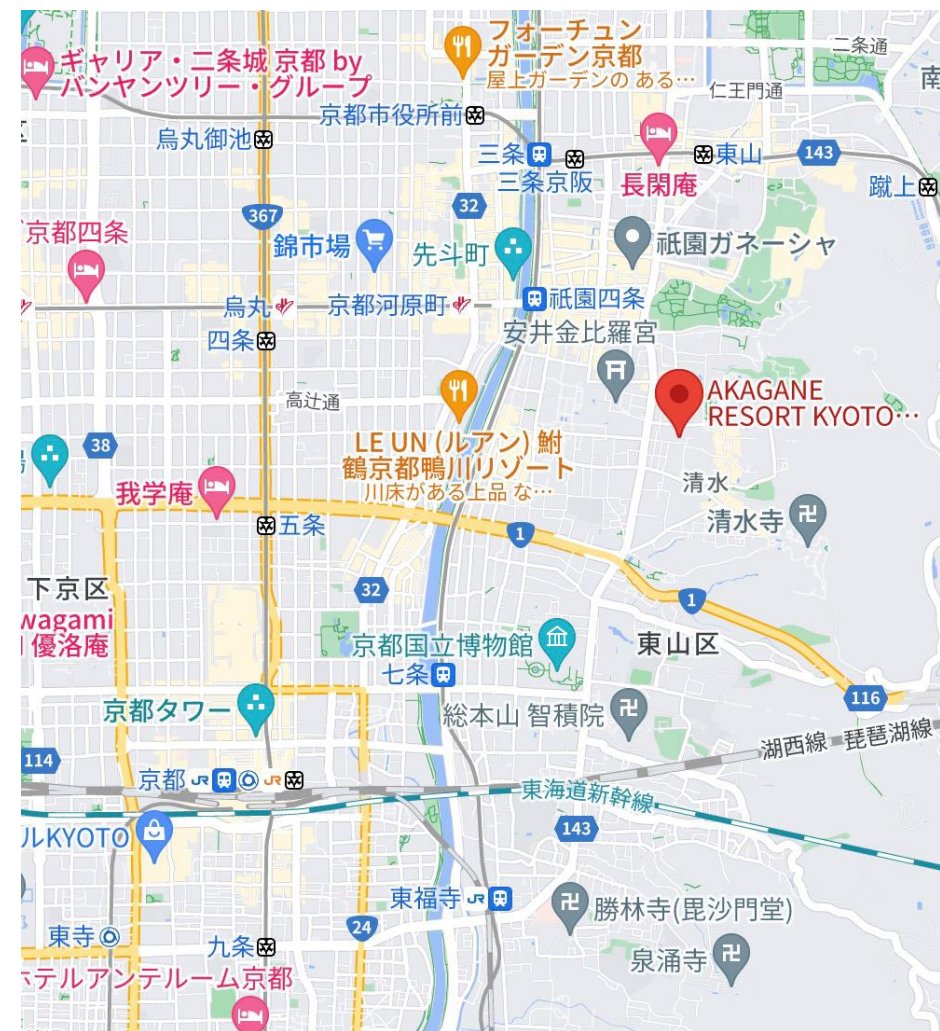 フォーチュン
ガーデン京都
屋上ガーデンの ある…
二条通
南
ギャリア・二条城 京都 by
バンヤンツリー・グループ
仁王門通
京都市役所前
烏丸御池
三条
三条京阪
東山
143
長閑庵
蹴上
32
367
京都四条
錦市場
先斗町
祇園ガネーシャ
烏丸
京都河原町
祇園四条
四条
安井金比羅宮
高辻通
AKAGANE
RESORT KYOTO…
38
LE UN (ルアン) 鮒
鶴京都鴨川リゾート
川床がある上品 な…
清水
清水寺
我学庵
五条
1
下京区
32
1
wagami
優洛庵
京都国立博物館
東山区
七条
116
京都タワー
総本山 智積院
湖西線 琵琶湖線
114
京都 JR JR
東海道新幹線
ルKYOTO
143
東福寺 JR
勝林寺(毘沙門堂)
24
東寺
九条
泉涌寺
ホテルアンテルーム京都